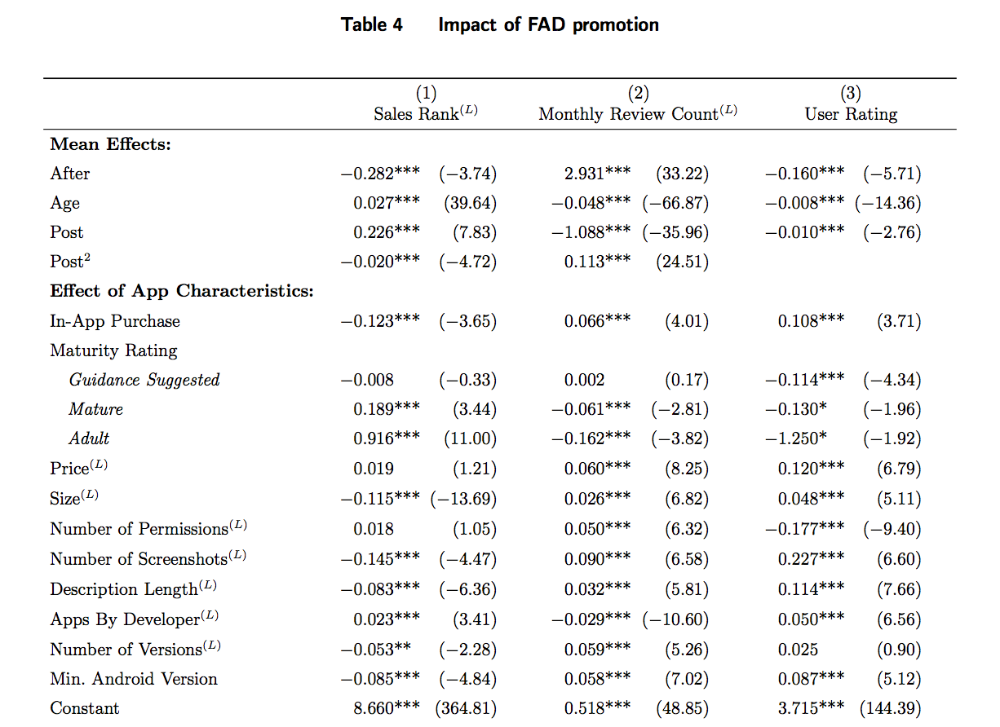 Table 4 Impact of FAD promotion
(1) (2) (3)
Sales Rank(L) Monthly Review Count(L) User Rating
Mean Effects:
After −0.282*** (−3.74) 2.931*** (33.22) −0.160*** (−5.71)
Age 0.027*** (39.64) −0.048*** (−66.87) −0.008*** (−14.36)
Post 0.226*** (7.83) −1.088*** (−35.96) −0.010*** (−2.76)
Post2 −0.020*** (−4.72) 0.113*** (24.51)
Effect of App Characteristics:
In-App Purchase −0.123*** (−3.65) 0.066*** (4.01) 0.108*** (3.71)
Maturity Rating
Guidance Suggested −0.008 (−0.33) 0.002 (0.17) −0.114*** (−4.34)
Mature 0.189*** (3.44) −0.061*** (−2.81) −0.130* (−1.96)
Adult 0.916*** (11.00) −0.162*** (−3.82) −1.250* (−1.92)
Price(L) 0.019 (1.21) 0.060*** (8.25) 0.120*** (6.79)
Size(L) −0.115*** (−13.69) 0.026*** (6.82) 0.048*** (5.11)
Number of Permissions(L) 0.018 (1.05) 0.050*** (6.32) −0.177*** (−9.40)
Number of Screenshots(L) −0.145*** (−4.47) 0.090*** (6.58) 0.227*** (6.60)
Description Length(L) −0.083*** (−6.36) 0.032*** (5.81) 0.114*** (7.66)
Apps By Developer(L) 0.023*** (3.41) −0.029*** (−10.60) 0.050*** (6.56)
Number of Versions(L) −0.053** (−2.28) 0.059*** (5.26) 0.025 (0.90)
Min. Android Version −0.085*** (−4.84) 0.058*** (7.02) 0.087*** (5.12)
Constant 8.660*** (364.81) 0.518*** (48.85) 3.715*** (144.39)